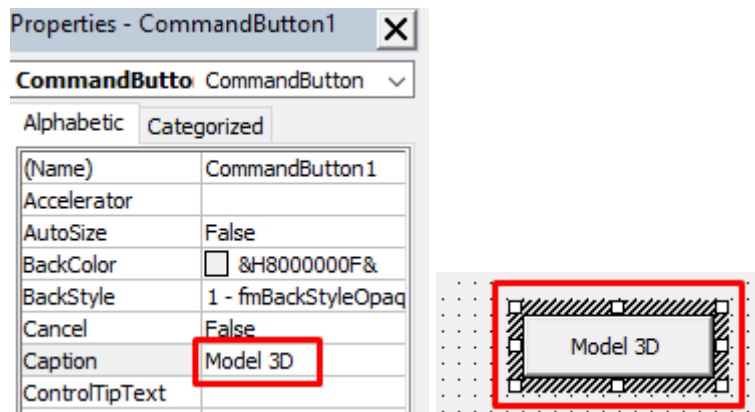 Properties - CommandButton1
CommandButto CommandButton
Alphabetic Categorized
(Name) CommandButton1
Accelerator
AutoSize False
BackColor &H8000000F&
BackStyle 1 - fmBackStyleOpaq
Cancel False
Caption Model 3D
ControlTipText
Model 3D